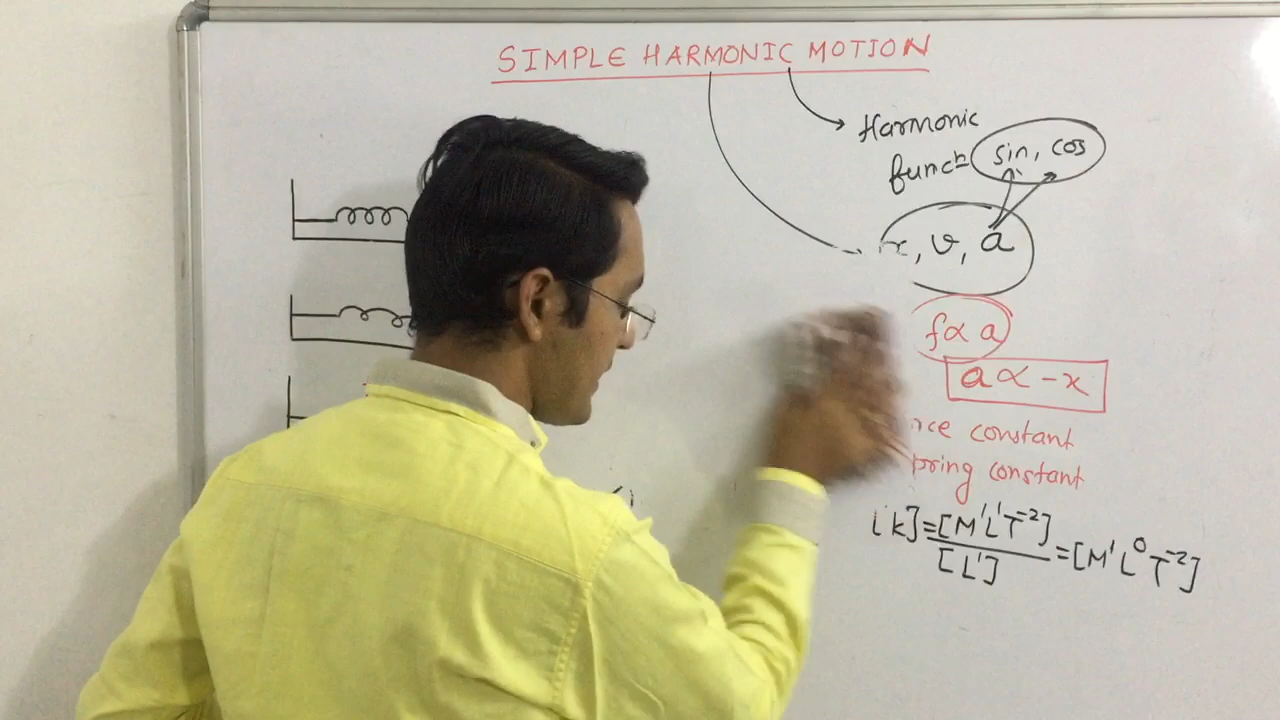 SIMPLE HARMONIC MOTION
Harmonic
funcⁿ sin, cos
x, v, a
f ∝ a
a ∝ -x
constant
constant
[k] = [M¹L¹T⁻²] / [L¹] = [M¹L⁰T⁻²]